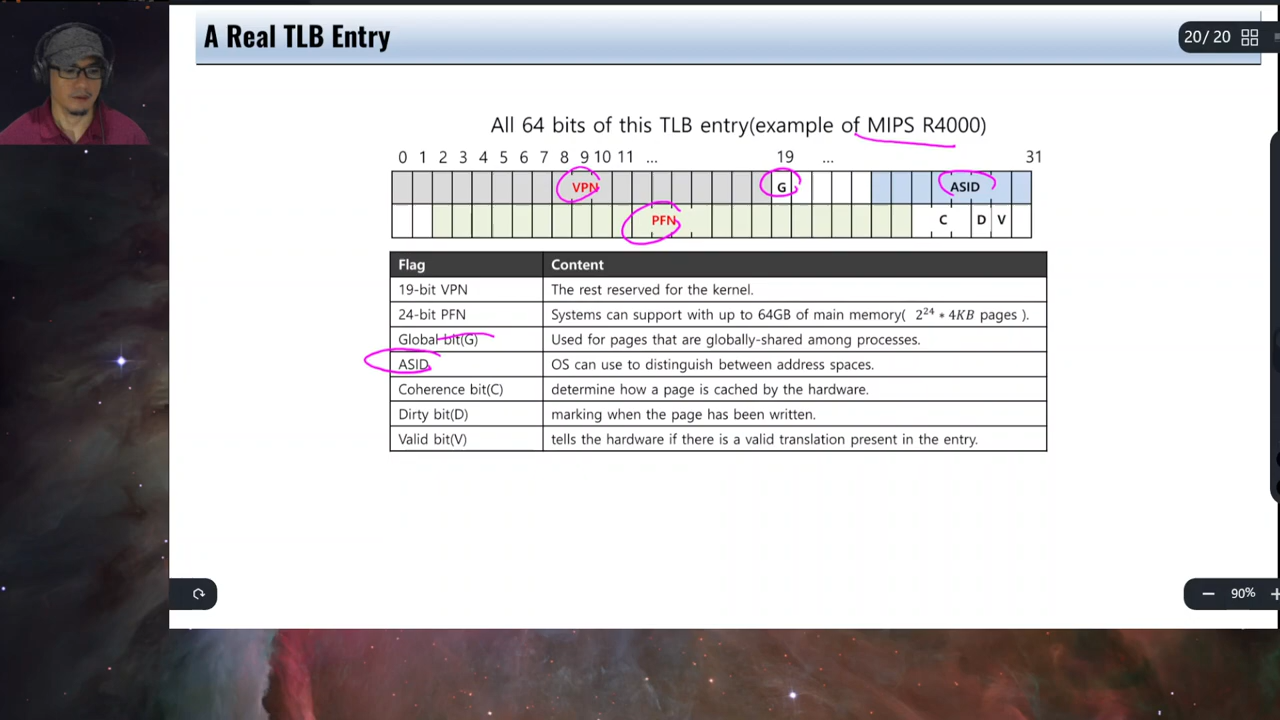 A Real TLB Entry
20/ 20
All 64 bits of this TLB entry(example of MIPS R4000)
0 1 2 3 4 5 6 7 8 9 10 11 ... 19 ... 31
VPN G ASID
PFN C D V
Flag Content
19-bit VPN The rest reserved for the kernel.
24-bit PFN Systems can support with up to 64GB of main memory( 2²⁴ * 4KB pages ).
Global bit(G) Used for pages that are globally-shared among processes.
ASID OS can use to distinguish between address spaces.
Coherence bit(C) determine how a page is cached by the hardware.
Dirty bit(D) marking when the page has been written.
Valid bit(V) tells the hardware if there is a valid translation present in the entry.
90%